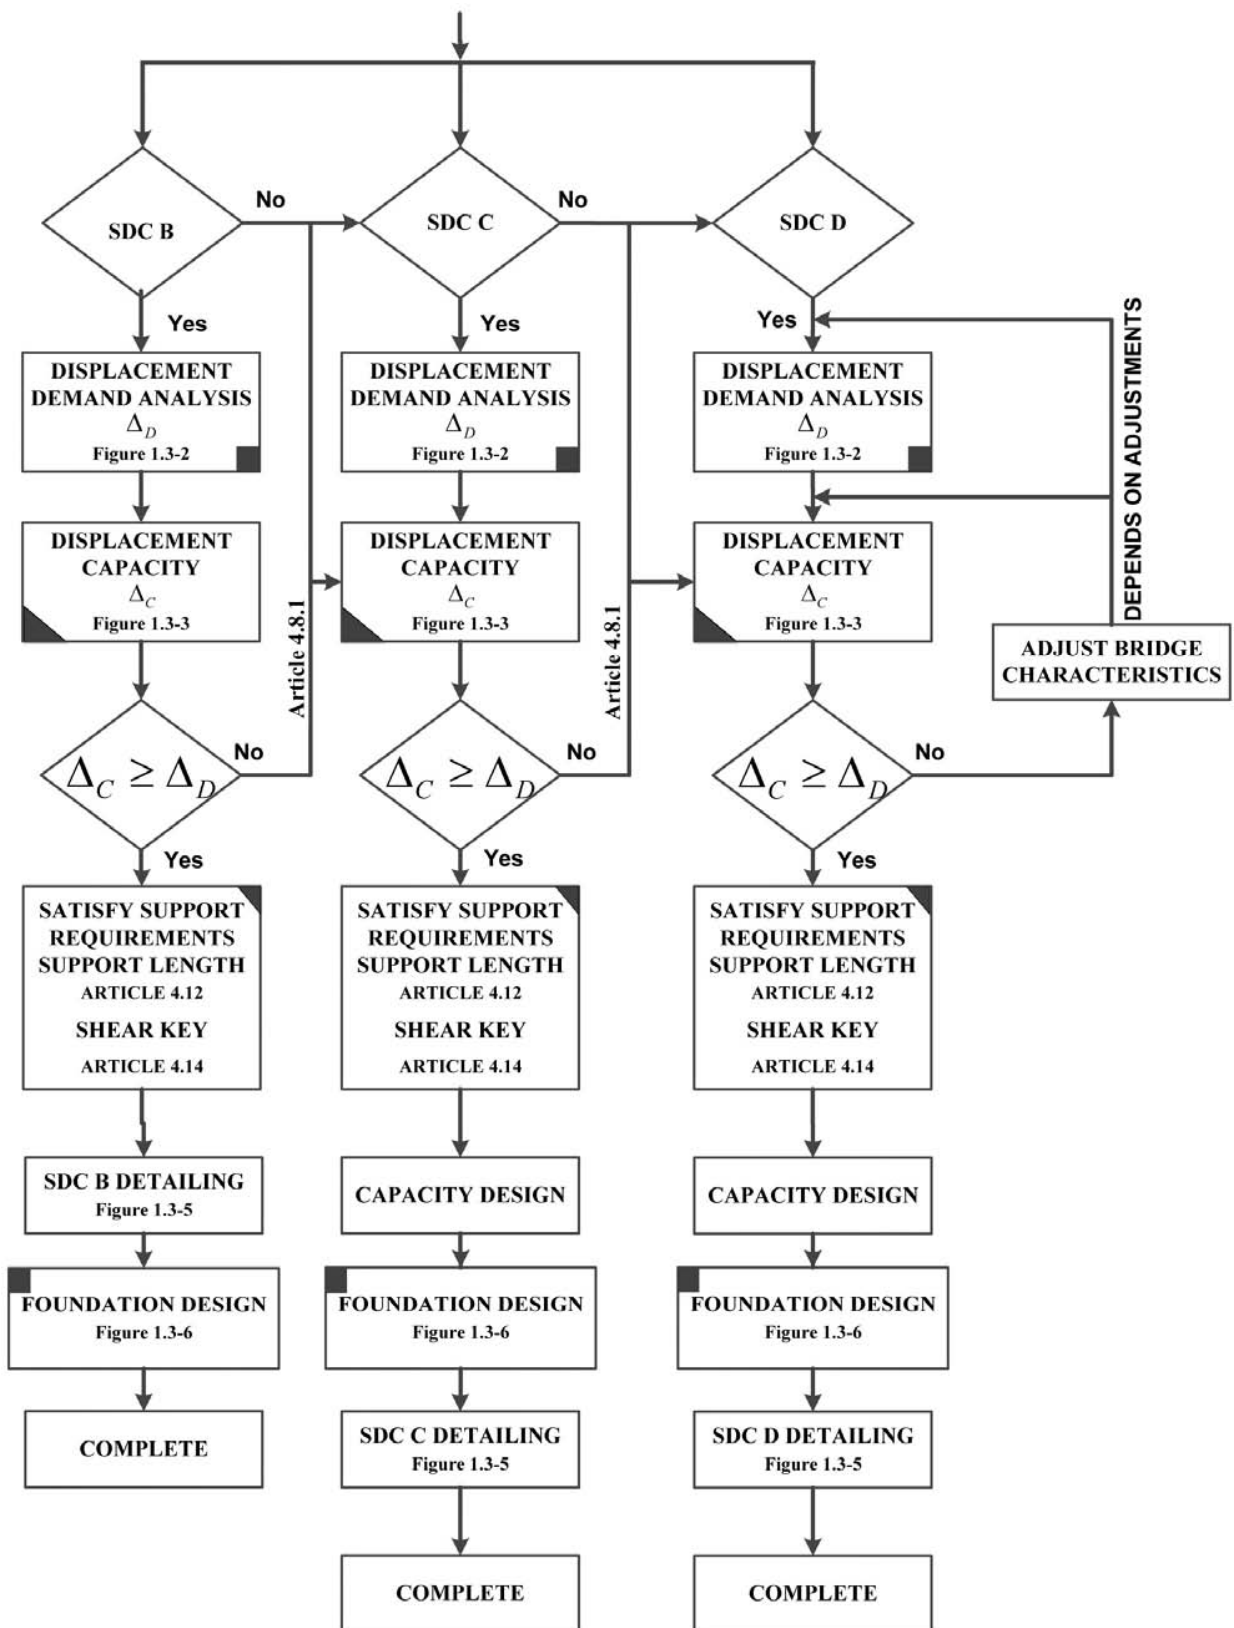 SDC B
No
SDC C
No
SDC D
Yes
Yes
Yes
DISPLACEMENT
DEMAND ANALYSIS
Δ_D
Figure 1.3-2
DISPLACEMENT
DEMAND ANALYSIS
Δ_D
Figure 1.3-2
DISPLACEMENT
DEMAND ANALYSIS
Δ_D
Figure 1.3-2
DEPENDS ON ADJUSTMENTS
DISPLACEMENT
CAPACITY
Δ_C
Figure 1.3-3
Article 4.8.1
DISPLACEMENT
CAPACITY
Δ_C
Figure 1.3-3
Article 4.8.1
DISPLACEMENT
CAPACITY
Δ_C
Figure 1.3-3
ADJUST BRIDGE
CHARACTERISTICS
Δ_C ≥ Δ_D
No
Δ_C ≥ Δ_D
No
Δ_C ≥ Δ_D
No
Yes
Yes
Yes
SATISFY SUPPORT
REQUIREMENTS
SUPPORT LENGTH
ARTICLE 4.12
SHEAR KEY
ARTICLE 4.14
SATISFY SUPPORT
REQUIREMENTS
SUPPORT LENGTH
ARTICLE 4.12
SHEAR KEY
ARTICLE 4.14
SATISFY SUPPORT
REQUIREMENTS
SUPPORT LENGTH
ARTICLE 4.12
SHEAR KEY
ARTICLE 4.14
SDC B DETAILING
Figure 1.3-5
CAPACITY DESIGN
CAPACITY DESIGN
FOUNDATION DESIGN
Figure 1.3-6
FOUNDATION DESIGN
Figure 1.3-6
FOUNDATION DESIGN
Figure 1.3-6
COMPLETE
SDC C DETAILING
Figure 1.3-5
SDC D DETAILING
Figure 1.3-5
COMPLETE
COMPLETE